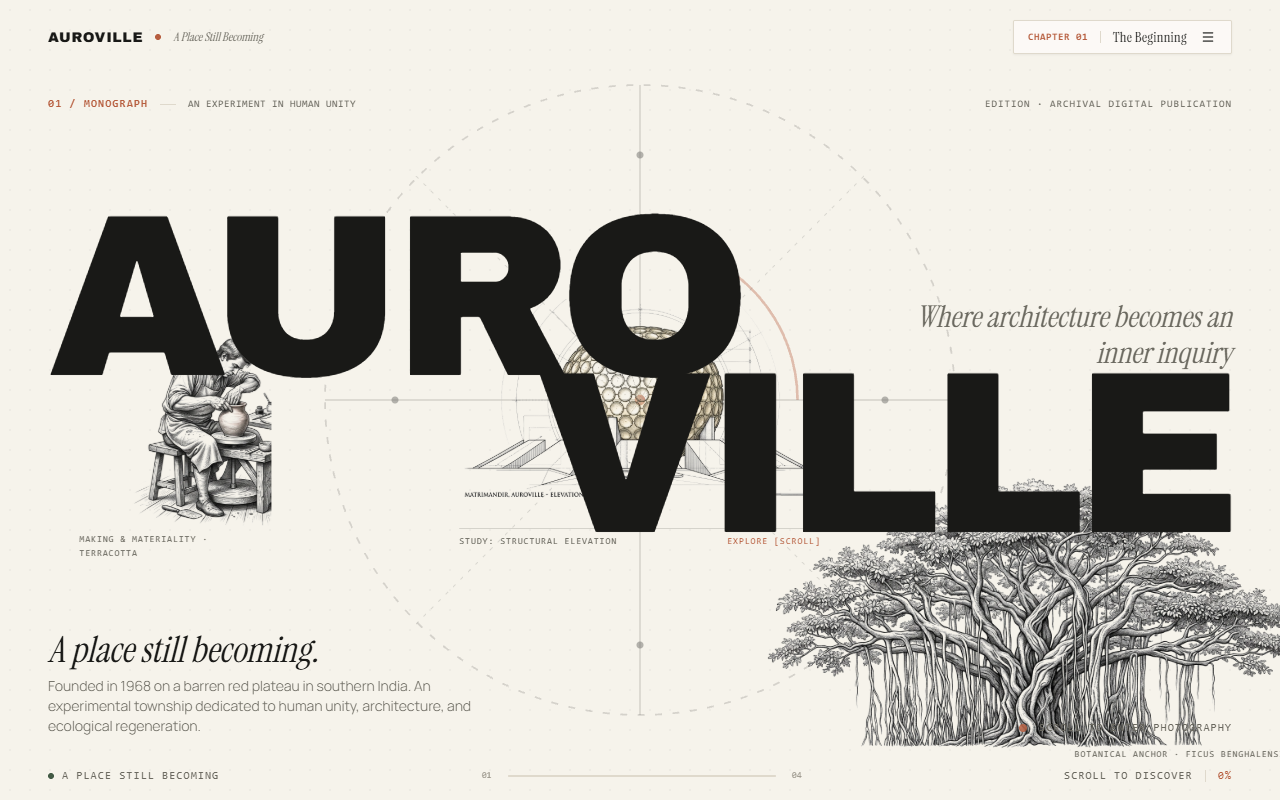 AUROVILLE
A Place Still Becoming
CHAPTER 01
The Beginning
01 / MONOGRAPH
AN EXPERIMENT IN HUMAN UNITY
EDITION · ARCHIVAL DIGITAL PUBLICATION
AURO
VILLE
Where architecture becomes an
inner inquiry
MATRIMANDIR, AUROVILLE – ELEVATION
MAKING & MATERIALITY ·
TERRACOTTA
STUDY: STRUCTURAL ELEVATION
EXPLORE [SCROLL]
A place still becoming.
Founded in 1968 on a barren red plateau in southern India. An
experimental township dedicated to human unity, architecture, and
ecological regeneration.
PHOTOGRAPHY
BOTANICAL ANCHOR · FICUS BENGHALENS
A PLACE STILL BECOMING
01
04
SCROLL TO DISCOVER
0%